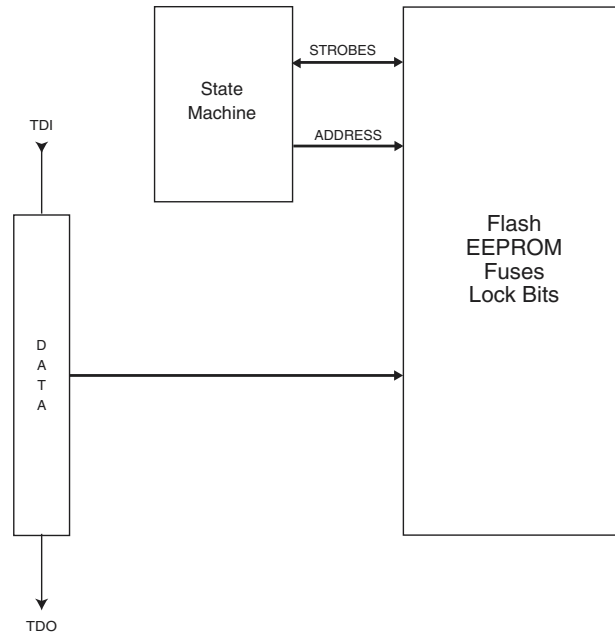 STROBES
State
Machine
ADDRESS
TDI
Flash
EEPROM
Fuses
Lock Bits
D
A
T
A
TDO